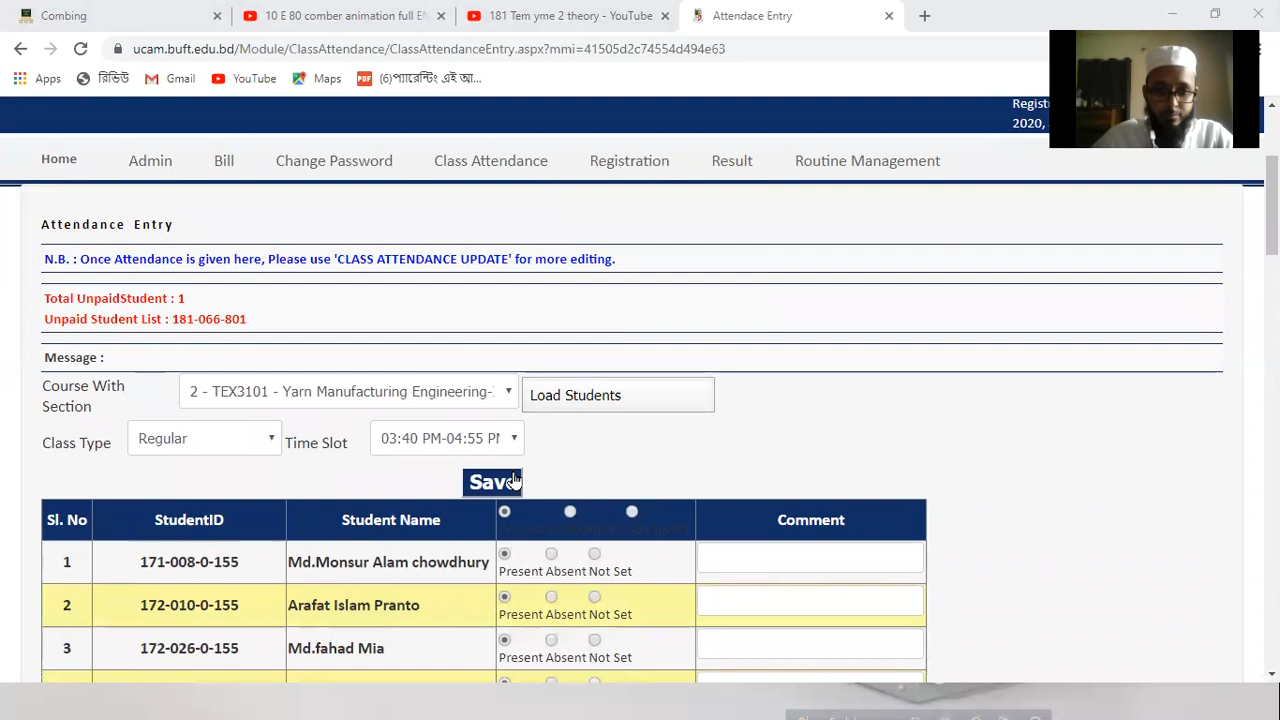 Combing
10 E 80 comber animation full EN
181 Tem yme 2 theory - YouTube
Attendace Entry
ucam.buft.edu.bd/Module/ClassAttendance/ClassAttendanceEntry.aspx?mmi=41505d2c74554d494e63
Apps
রিভিউ
Gmail
YouTube
Maps
(6)প্যারেন্টিং এই আ...
Regist
2020,
Home
Admin
Bill
Change Password
Class Attendance
Registration
Result
Routine Management
Attendance Entry
N.B. : Once Attendance is given here, Please use 'CLASS ATTENDANCE UPDATE' for more editing.
Total UnpaidStudent : 1
Unpaid Student List : 181-066-801
Message :
Course With Section
2 - TEX3101 - Yarn Manufacturing Engineering-
Load Students
Class Type
Regular
Time Slot
03:40 PM-04:55 PM
Save
Sl. No StudentID Student Name Comment
1 171-008-0-155 Md.Monsur Alam chowdhury Present Absent Not Set
2 172-010-0-155 Arafat Islam Pranto Present Absent Not Set
3 172-026-0-155 Md.fahad Mia Present Absent Not Set